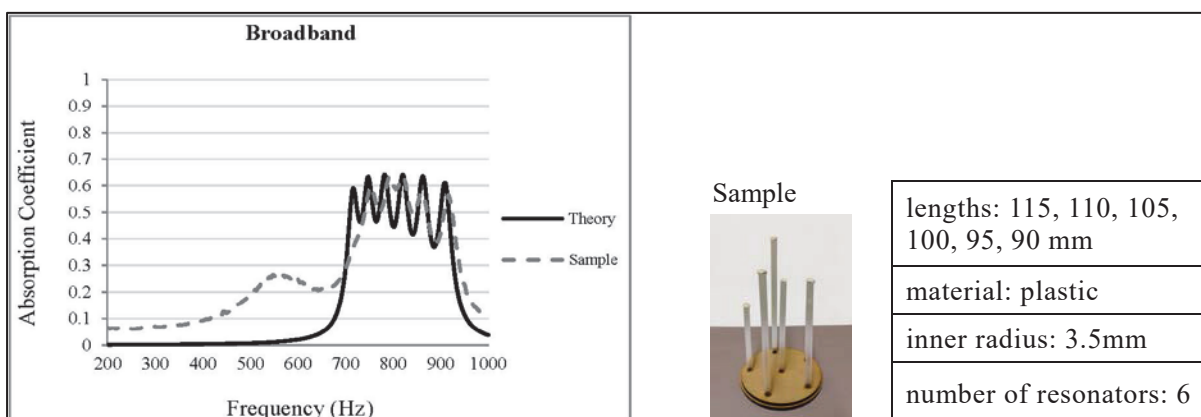 Broadband
Absorption Coefficient
1
0.9
0.8
0.7
0.6
0.5
0.4
0.3
0.2
0.1
0
200 300 400 500 600 700 800 900 1000
Frequency (Hz)
Theory
Sample
Sample
lengths: 115, 110, 105,
100, 95, 90 mm
material: plastic
inner radius: 3.5mm
number of resonators: 6